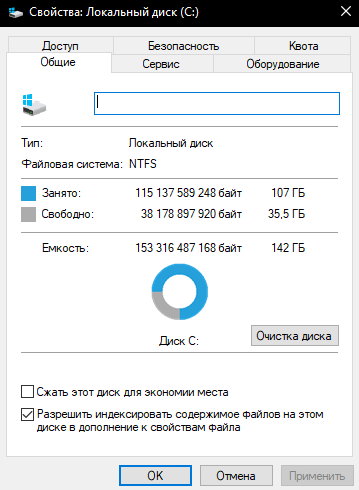 Свойства: Локальный диск (C:)
Доступ Безопасность Квота
Общие Сервис Оборудование
Тип: Локальный диск
Файловая система: NTFS
Занято: 115 137 589 248 байт 107 ГБ
Свободно: 38 178 897 920 байт 35,5 ГБ
Емкость: 153 316 487 168 байт 142 ГБ
Диск C:
Очистка диска
Сжать этот диск для экономии места
Разрешить индексировать содержимое файлов на этом
диске в дополнение к свойствам файла
OK Отмена Применить